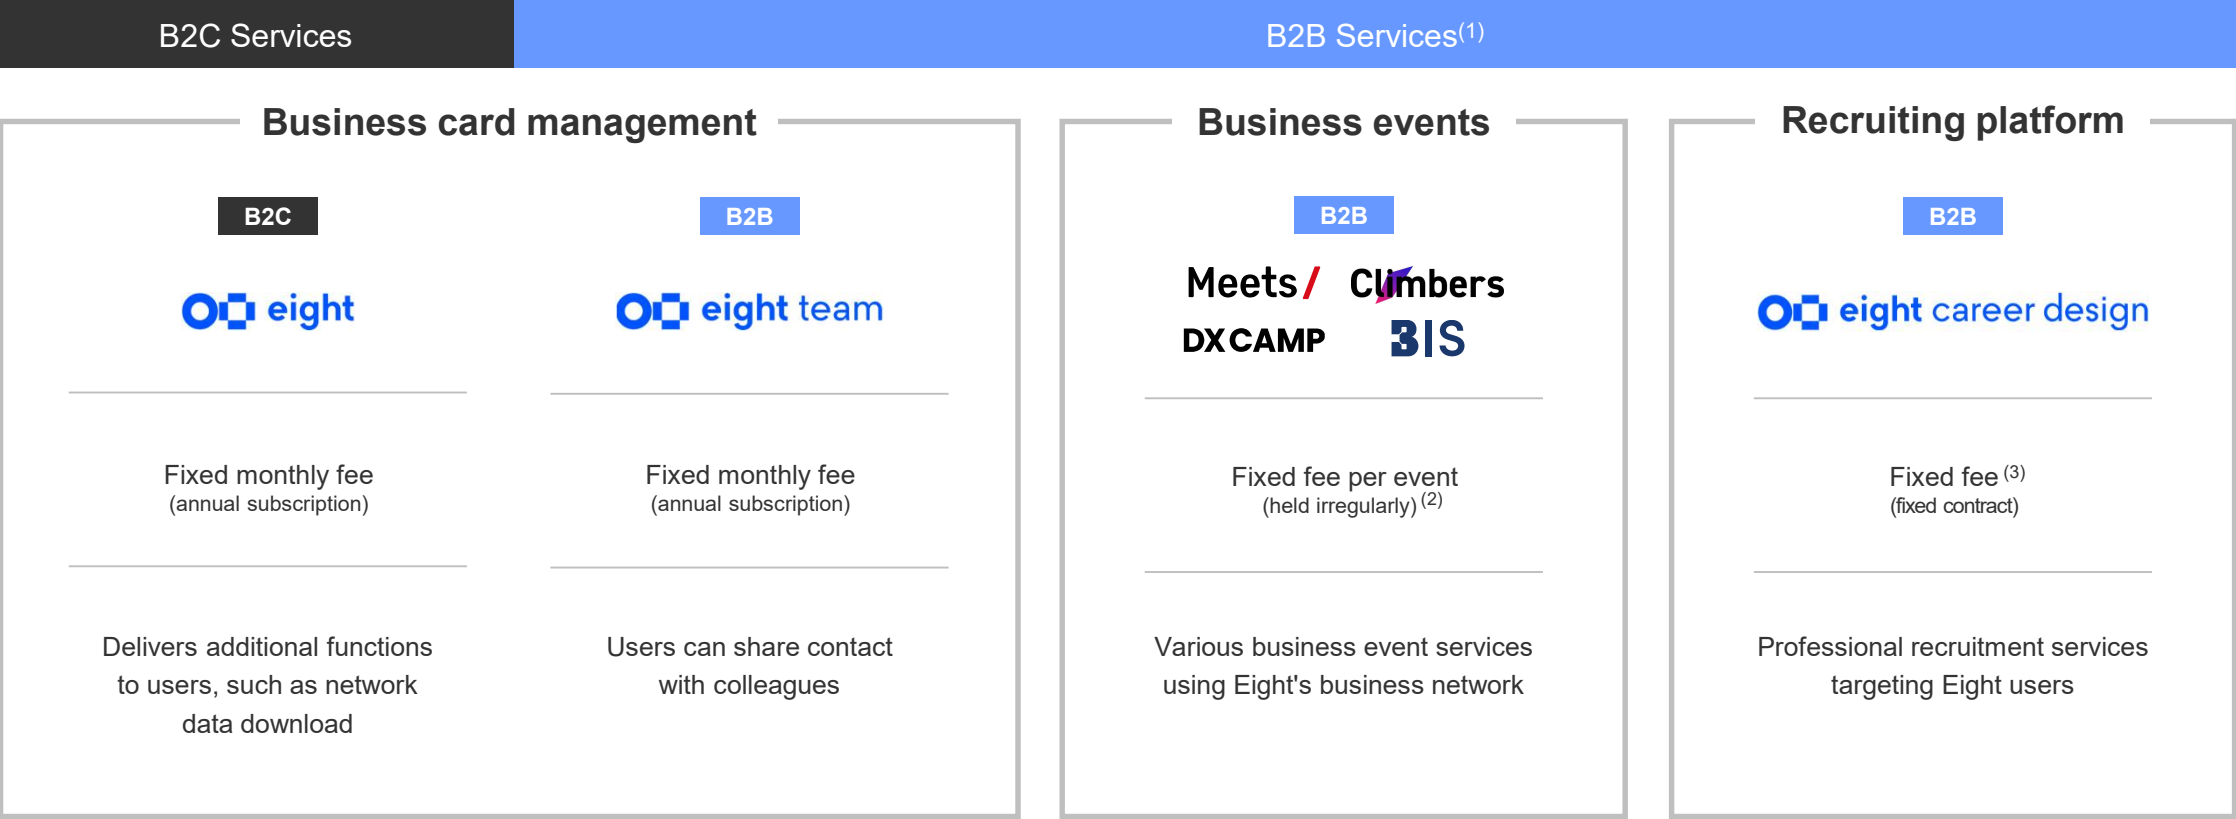 B2C Services
B2B Services(1)
Business card management
B2C
eight
Fixed monthly fee
(annual subscription)
Delivers additional functions
to users, such as network
data download
B2B
eight team
Fixed monthly fee
(annual subscription)
Users can share contact
with colleagues
Business events
B2B
Meets/
Climbers
DX CAMP
BIS
Fixed fee per event
(held irregularly) (2)
Various business event services
using Eight's business network
Recruiting platform
B2B
eight career design
Fixed fee (3)
(fixed contract)
Professional recruitment services
targeting Eight users